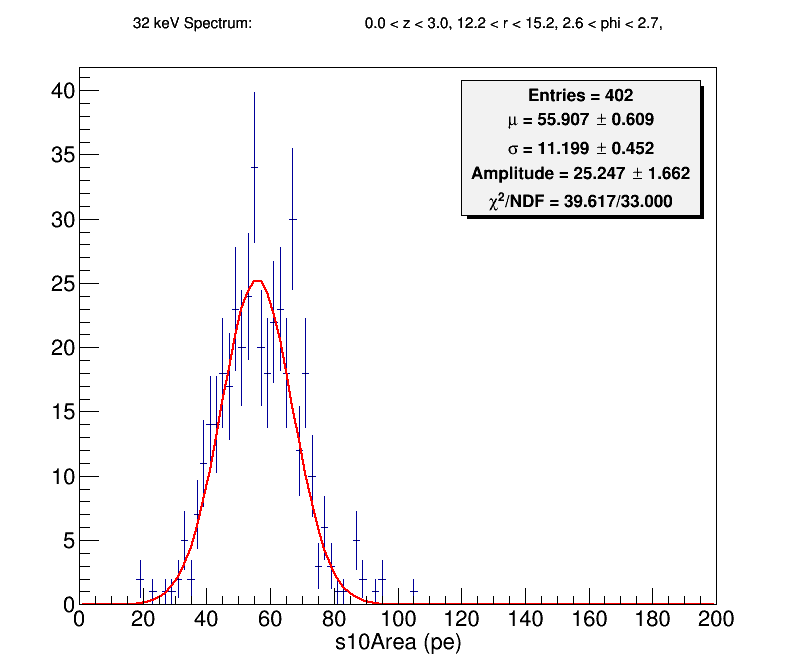 32 keV Spectrum: 0.0 < z < 3.0, 12.2 < r < 15.2, 2.6 < phi < 2.7,
Entries = 402
μ = 55.907 ± 0.609
σ = 11.199 ± 0.452
Amplitude = 25.247 ± 1.662
χ²/NDF = 39.617/33.000
40
35
30
25
20
15
10
5
0
0 20 40 60 80 100 120 140 160 180 200
s10Area (pe)